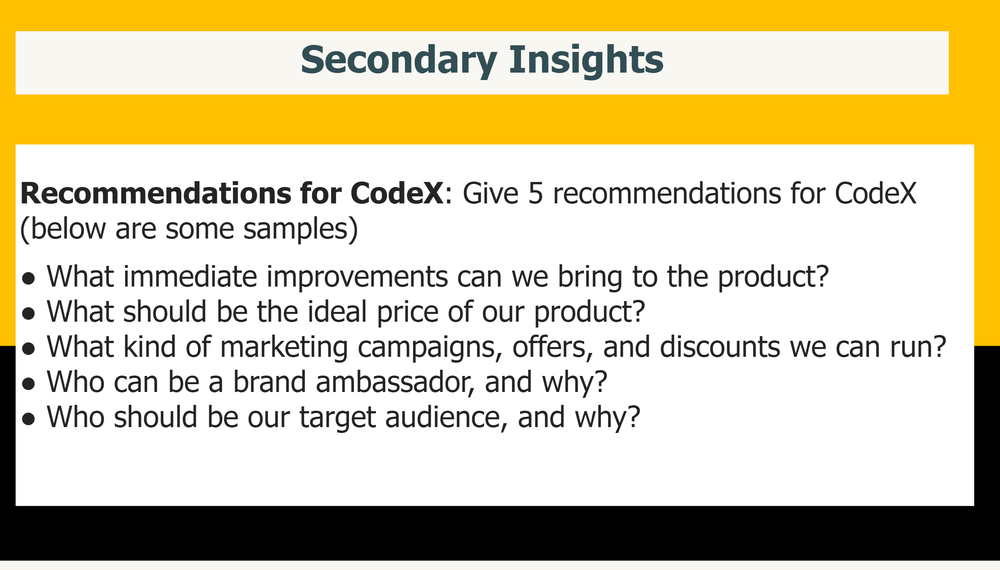 Secondary Insights
Recommendations for CodeX: Give 5 recommendations for CodeX
(below are some samples)
● What immediate improvements can we bring to the product?
● What should be the ideal price of our product?
● What kind of marketing campaigns, offers, and discounts we can run?
● Who can be a brand ambassador, and why?
● Who should be our target audience, and why?